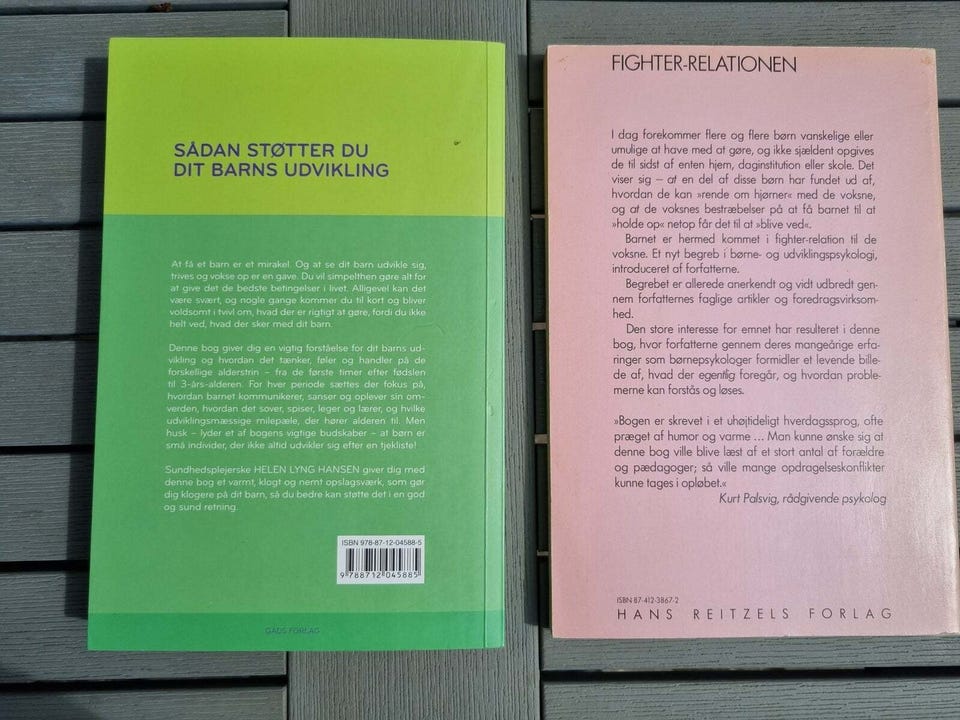 SÅDAN STØTTER DU
DIT BARNS UDVIKLING
At få et barn er et mirakel. Og at se dit barn udvikle sig,
trives og vokse op er en gave. Du vil simpelthen gøre alt for
at give det de bedste betingelser i livet. Alligevel kan det
være svært, og nogle gange kommer du til kort og bliver
voldsomt i tvivl om, hvad der er rigtigt at gøre, fordi du ikke
helt ved, hvad der sker med dit barn.
Denne bog giver dig en vigtig forståelse for dit barns ud-
vikling og hvordan det tænker, føler og handler på de
forskellige alderstrin – fra de første timer efter fødslen
til 3-års-alderen. For hver periode sættes der fokus på,
hvordan barnet kommunikerer, sanser og oplever sin om-
verden, hvordan det sover, spiser, leger og lærer, og hvilke
udviklingsmæssige milepæle, der hører alderen til. Men
husk – lyder et af bogens vigtige budskaber – at børn er
små individer, der ikke altid udvikler sig efter en tjekliste!
Sundhedsplejerske HELEN LYNG HANSEN giver dig med
denne bog et varmt, klogt og nemt opslagsværk, som gør
dig klogere på dit barn, så du bedre kan støtte det i en god
og sund retning.
ISBN 978-87-12-04588-5
9 788712 045885
GADS FORLAG
FIGHTER-RELATIONEN
I dag forekommer flere og flere børn vanskelige eller
umulige at have med at gøre, og ikke sjældent opgives
de til sidst af enten hjem, daginstitution eller skole. Det
viser sig – at en del af disse børn har fundet ud af,
hvordan de kan »rende om hjørner« med de voksne,
og at de voksnes bestræbelser på at få barnet til at
»holde op« netop får det til at »blive ved«.
Barnet er hermed kommet i fighter-relation til de
voksne. Et nyt begreb i børne- og udviklingspsykologi,
introduceret af forfatterne.
Begrebet er allerede anerkendt og vidt udbredt gen-
nem forfatternes faglige artikler og foredragsvirksom-
hed.
Den store interesse for emnet har resulteret i denne
bog, hvor forfatterne gennem deres mangeårige erfa-
ringer som børnepsykologer formidler et levende bille-
de af, hvad der egentlig foregår, og hvordan proble-
merne kan forstås og løses.
»Bogen er skrevet i et uhøjtideligt hverdagssprog, ofte
præget af humor og varme ... Man kunne ønske sig at
denne bog ville blive læst af et stort antal af forældre
og pædagoger; så ville mange opdragelseskonflikter
kunne tages i opløbet.«
Kurt Palsvig, rådgivende psykolog
ISBN 87-412-3867-2
HANS REITZELS FORLAG